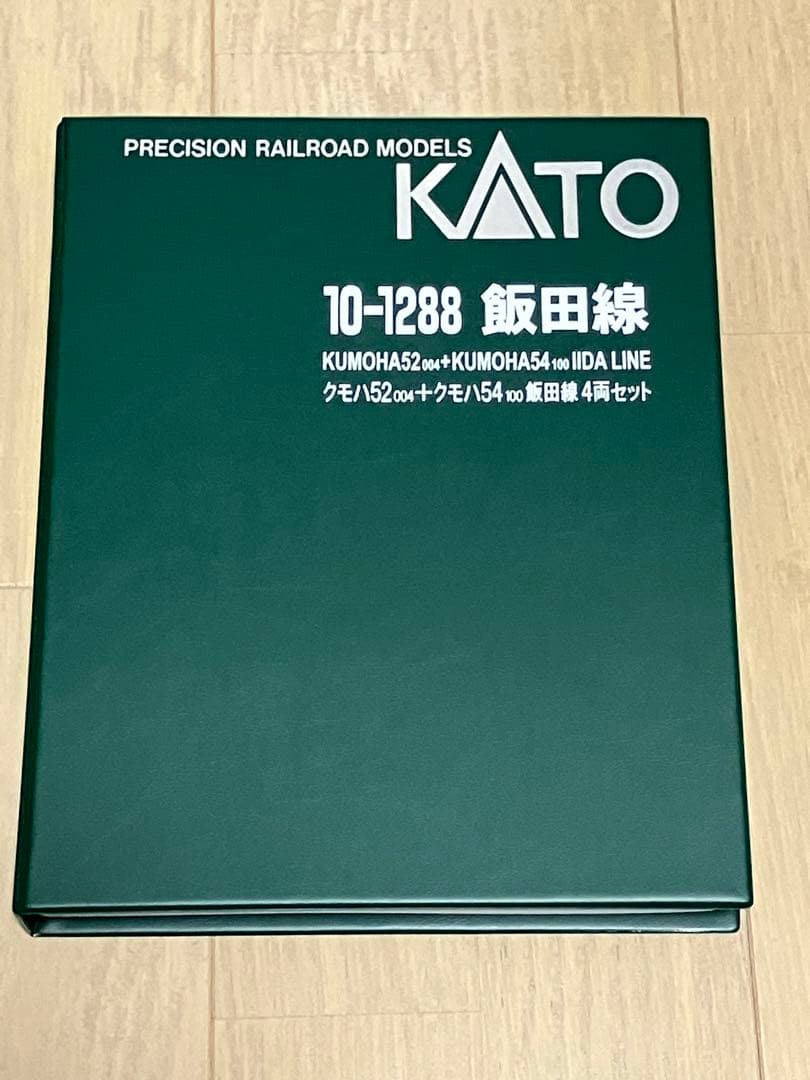 PRECISION RAILROAD MODELS
KATO
10-1288 飯田線
KUMOHA52 004+KUMOHA54 100 IIDA LINE
クモハ52 004+クモハ54 100 飯田線 4両セット